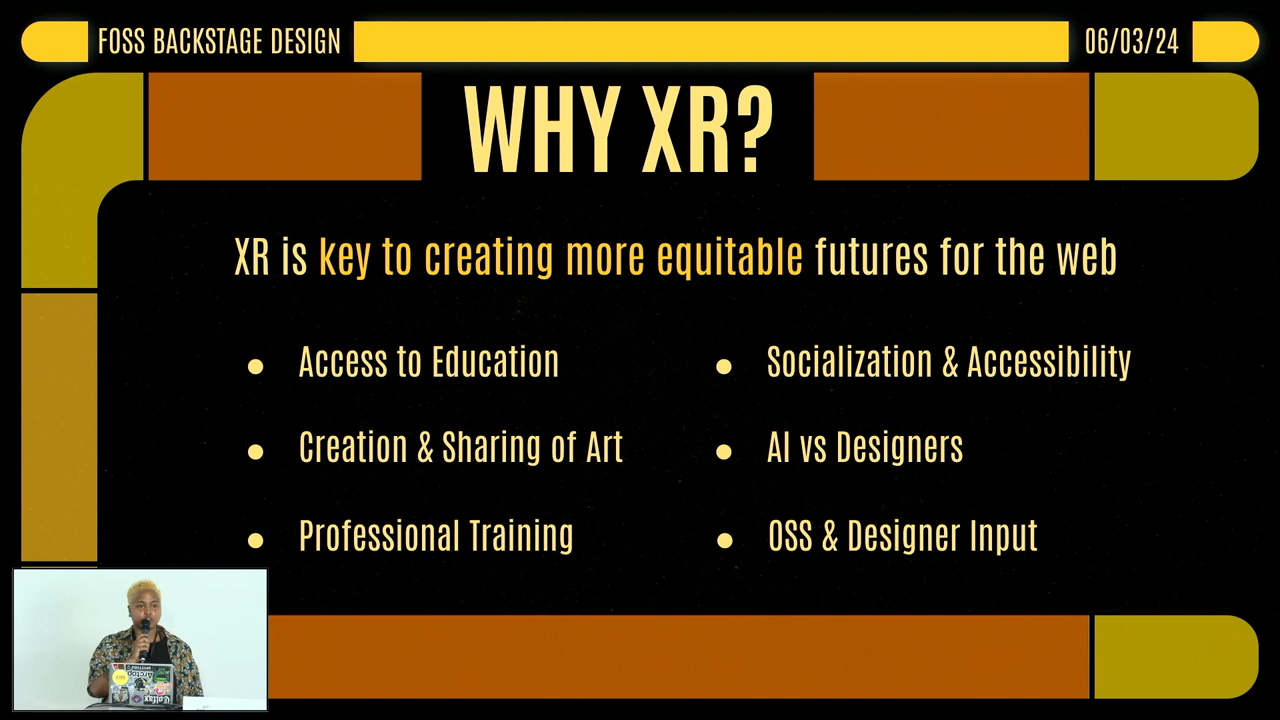 FOSS BACKSTAGE DESIGN
06/03/24
WHY XR?
XR is key to creating more equitable futures for the web
● Access to Education
● Creation & Sharing of Art
● Professional Training
● Socialization & Accessibility
● AI vs Designers
● OSS & Designer Input